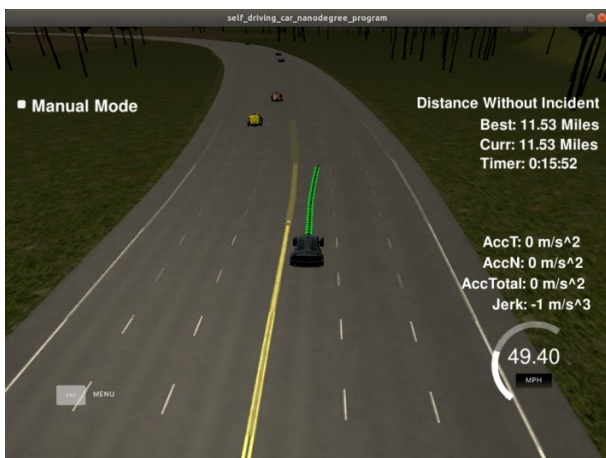 self_driving_car_nanodegree_program
Manual Mode
Distance Without Incident
Best: 11.53 Miles
Curr: 11.53 Miles
Timer: 0:15:52
AccT: 0 m/s^2
AccN: 0 m/s^2
AccTotal: 0 m/s^2
Jerk: -1 m/s^3
49.40
MPH
ESC
MENU